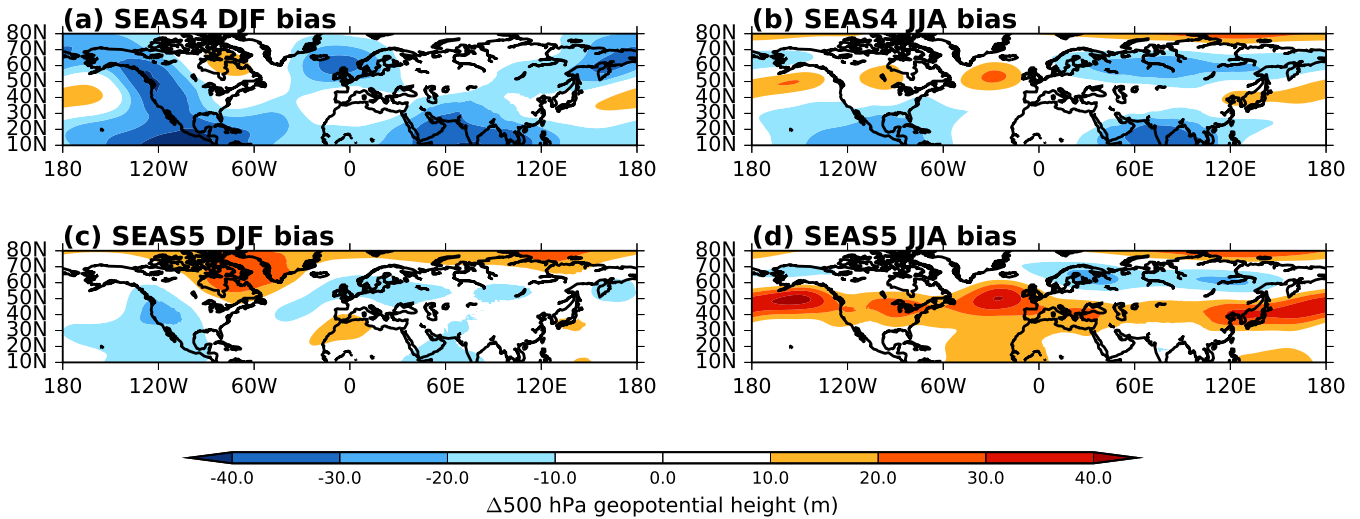 (a) SEAS4 DJF bias
80N
70N
60N
50N
40N
30N
20N
10N
180 120W 60W 0 60E 120E 180
(b) SEAS4 JJA bias
80N
70N
60N
50N
40N
30N
20N
10N
180 120W 60W 0 60E 120E 180
(c) SEAS5 DJF bias
80N
70N
60N
50N
40N
30N
20N
10N
180 120W 60W 0 60E 120E 180
(d) SEAS5 JJA bias
80N
70N
60N
50N
40N
30N
20N
10N
180 120W 60W 0 60E 120E 180
-40.0 -30.0 -20.0 -10.0 0.0 10.0 20.0 30.0 40.0
Δ500 hPa geopotential height (m)